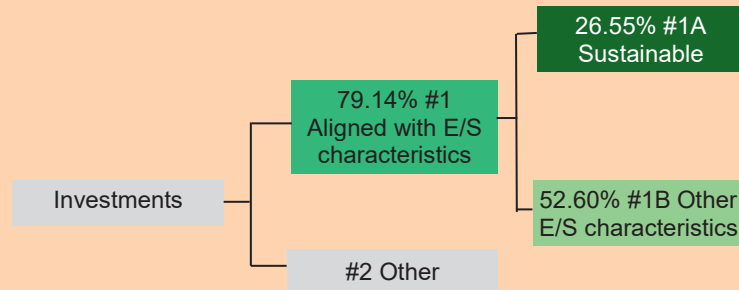 26.55% #1A
Sustainable
79.14% #1
Aligned with E/S
characteristics
Investments
52.60% #1B Other
E/S characteristics
#2 Other